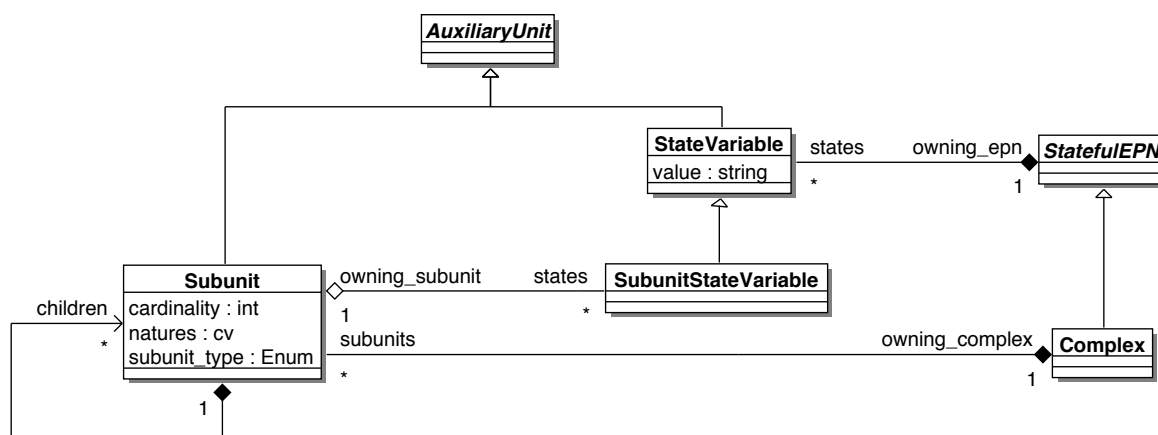 AuxiliaryUnit
StateVariable
value : string
states
*
owning_epn
1
StatefulEPN
Subunit
cardinality : int
natures : cv
subunit_type : Enum
children
*
owning_subunit
1
states
*
SubunitStateVariable
subunits
*
owning_complex
1
Complex
1